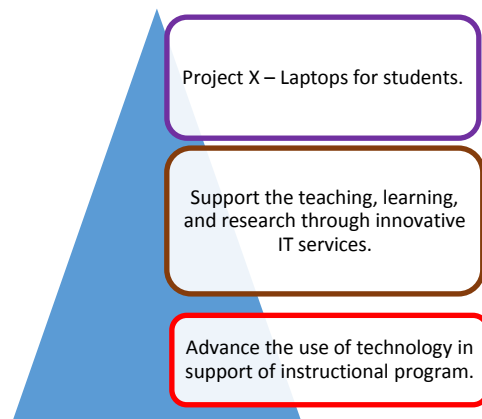 Project X – Laptops for students.
Support the teaching, learning,
and research through innovative
IT services.
Advance the use of technology in
support of instructional program.